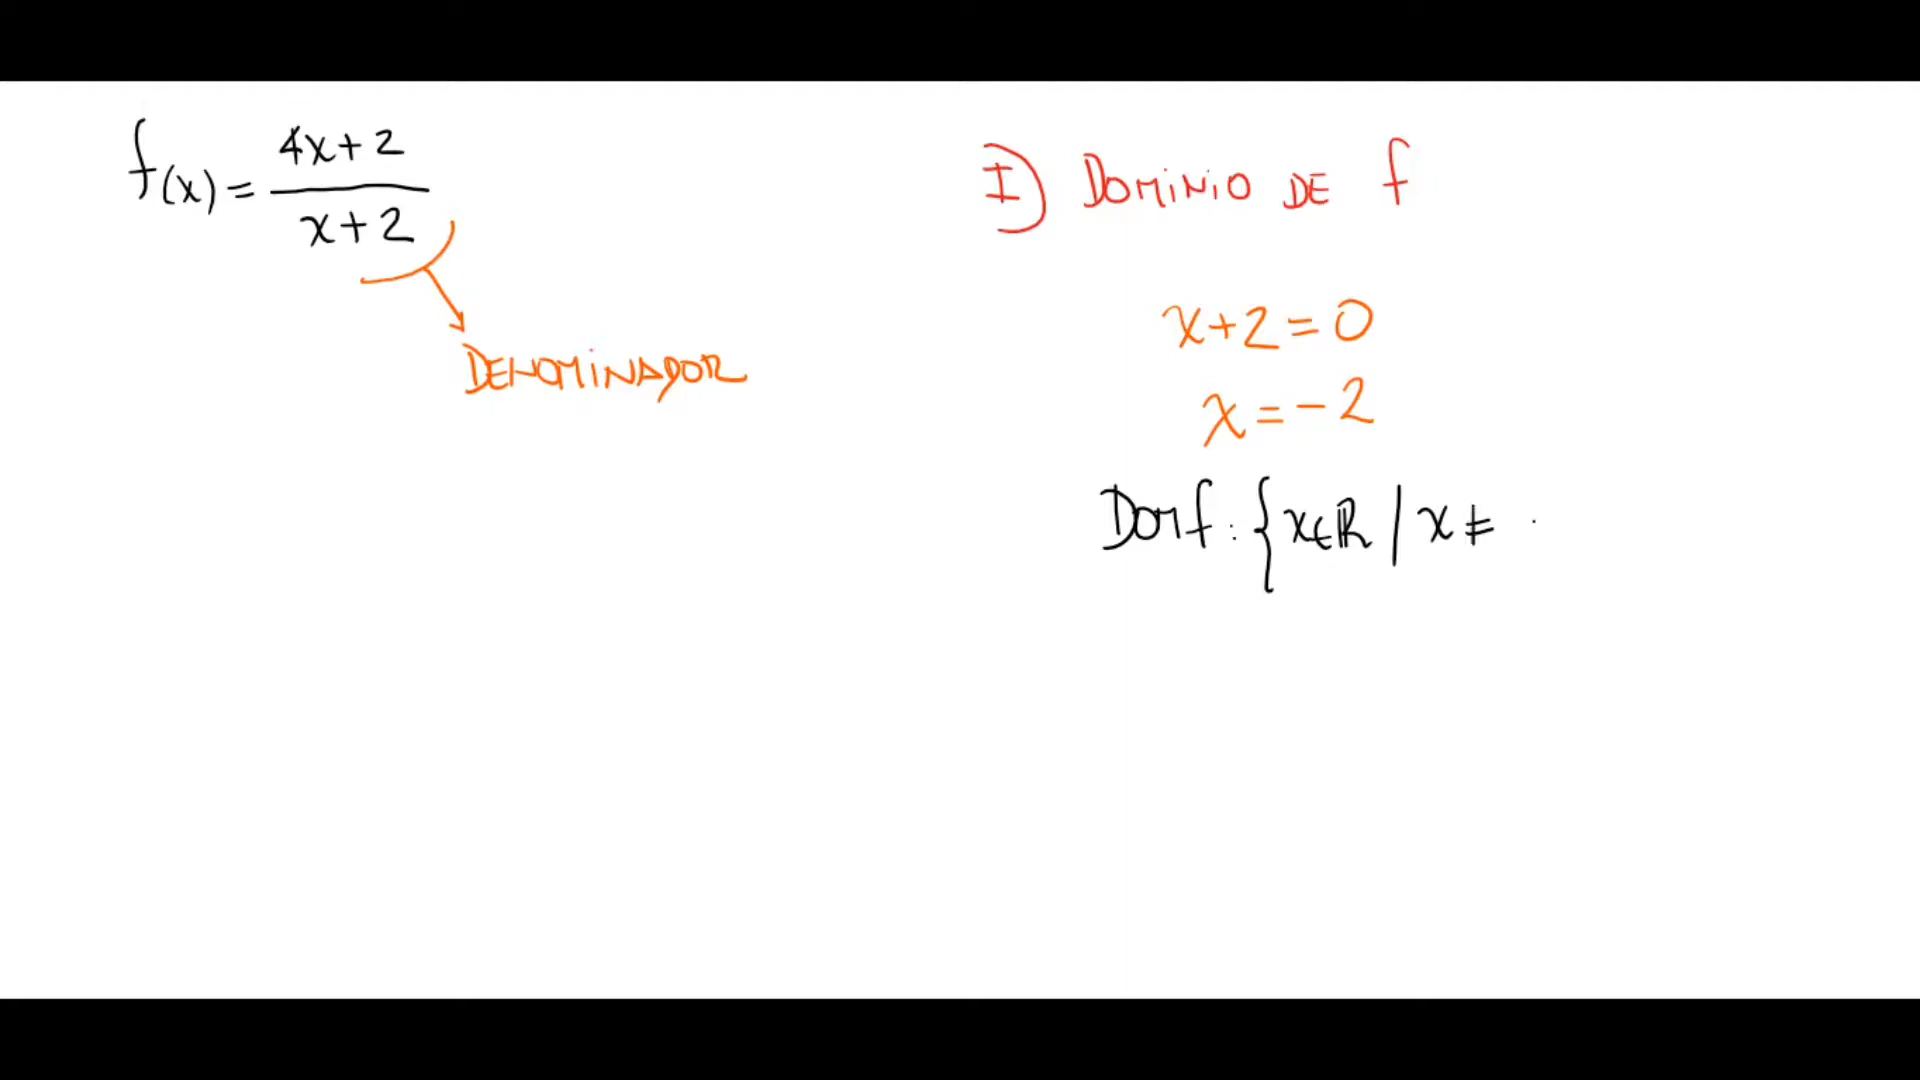 f(x) = 4x+2 / x+2
DENOMINADOR
I) DOMINIO DE f
x+2=0
x=-2
Domf: {x∈ℝ / x ≠